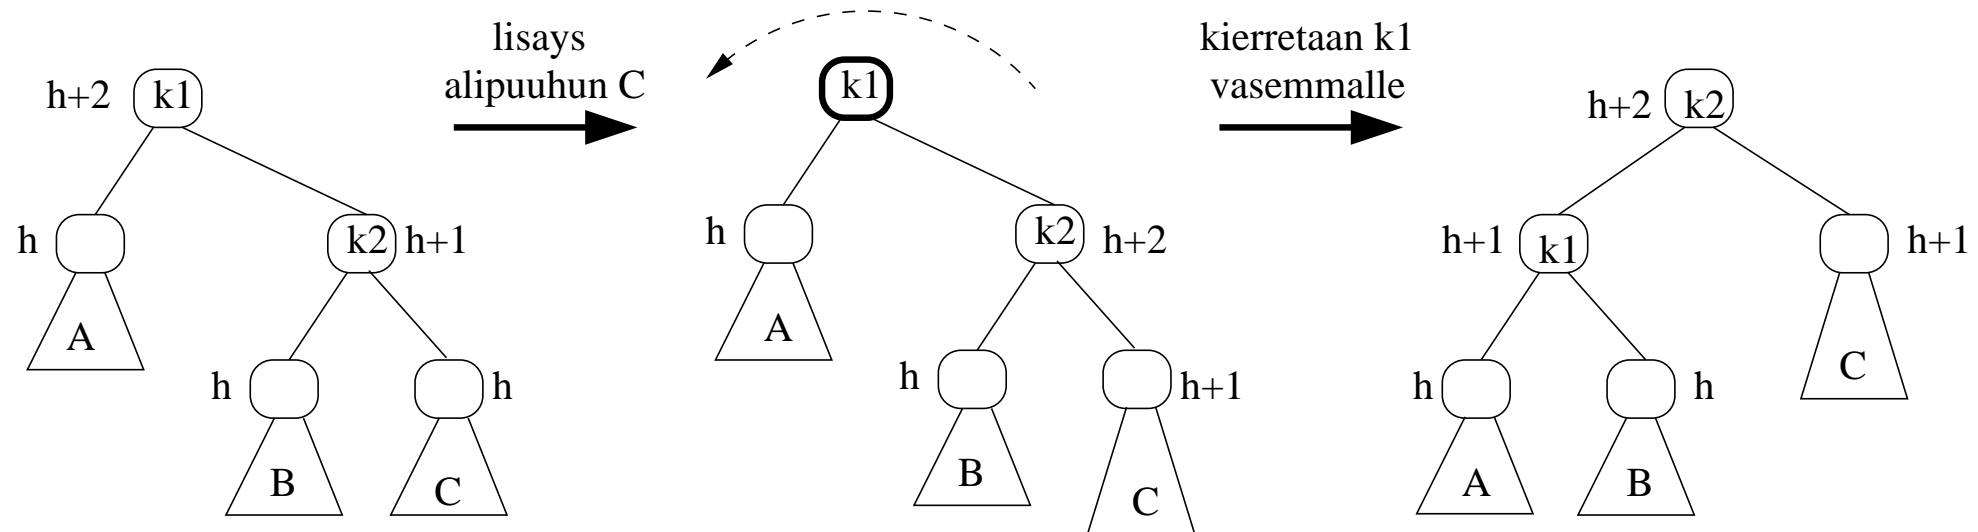 lisays
alipuuhun C
kierretaan k1
vasemmalle
h+2 k1
k1
h+2 k2
h
k2 h+1
h
k2 h+2
h+1 k1
h+1
A
A
C
h
h
h
h+1
h
h
B
C
B
C
A
B